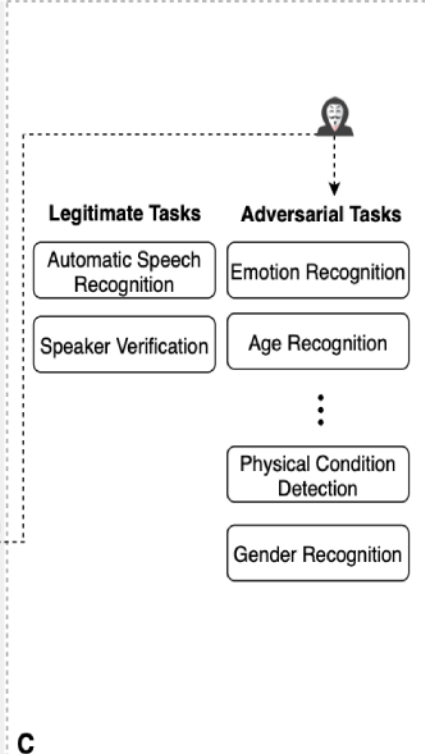 Legitimate Tasks
Automatic Speech
Recognition
Speaker Verification
Adversarial Tasks
Emotion Recognition
Age Recognition
Physical Condition
Detection
Gender Recognition
C